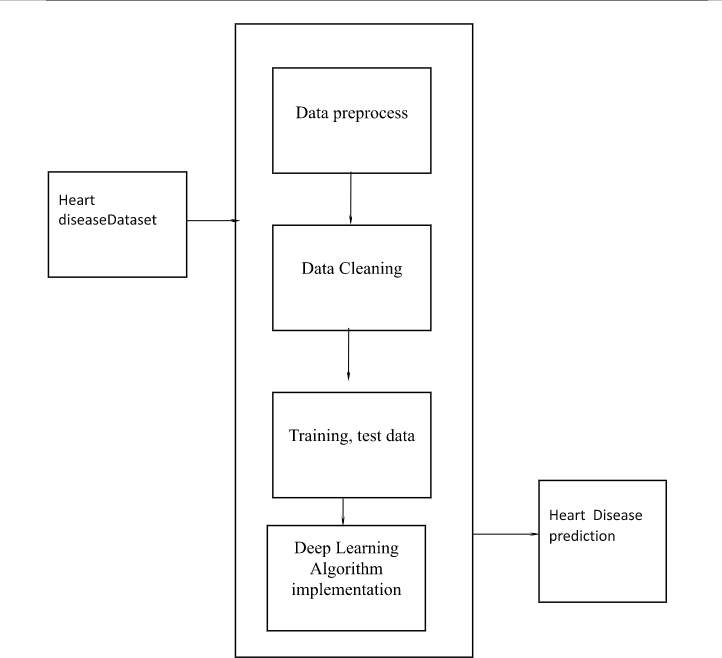 Data preprocess
Heart
diseaseDataset
Data Cleaning
Training, test data
Deep Learning
Algorithm
implementation
Heart  Disease
prediction